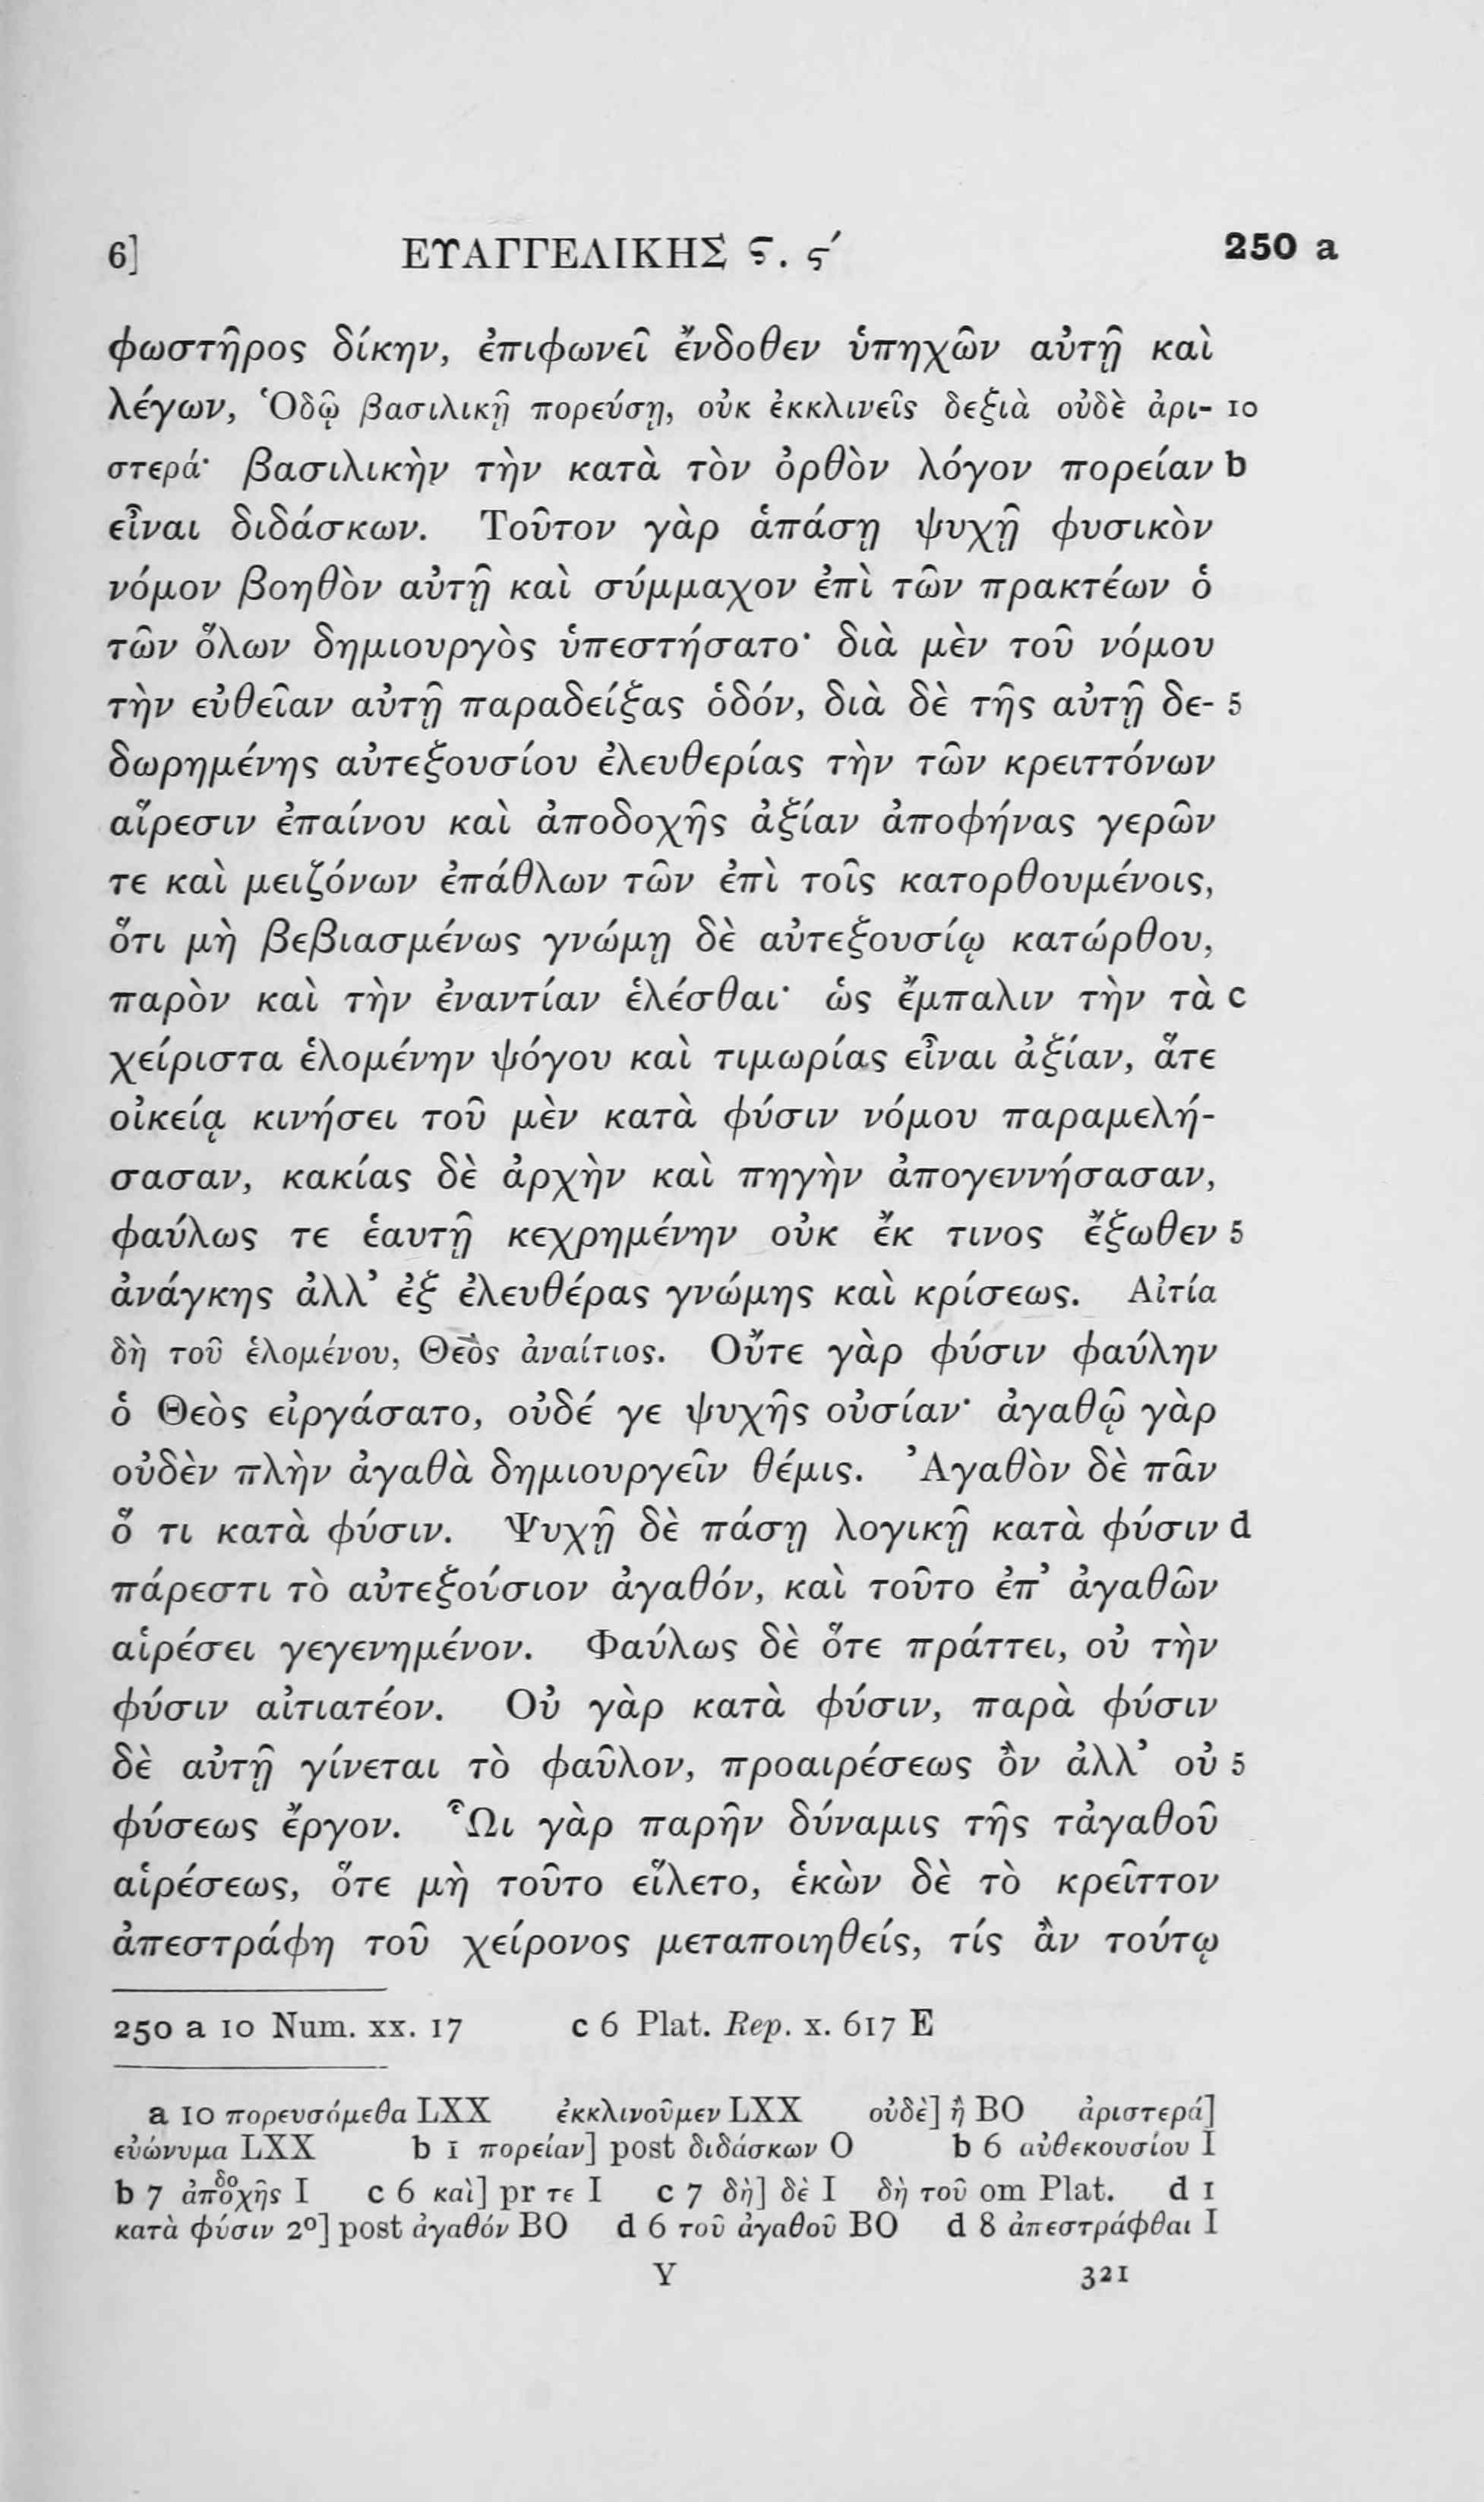 6] ΕΥΑΓΓΕΛΙΚΗΣ ς. ς´ 250 a
φωστῆρος δίκην, ἐπιφωνεῖ ἔνδοθεν ὑπηχῶν αὐτῇ καὶ
λέγων, Ὁδῷ βασιλικῇ πορεύσῃ, οὐκ ἐκκλινεῖς δεξιὰ οὐδὲ ἀρι- 10
στερά· βασιλικὴν τὴν κατὰ τὸν ὀρθὸν λόγον πορείαν b
εἶναι διδάσκων. Τοῦτον γὰρ ἁπάσῃ ψυχῇ φυσικὸν
νόμον βοηθὸν αὐτῇ καὶ σύμμαχον ἐπὶ τῶν πρακτέων ὁ
τῶν ὅλων δημιουργὸς ὑπεστήσατο· διὰ μὲν τοῦ νόμου
τὴν εὐθεῖαν αὐτῇ παραδείξας ὁδόν, διὰ δὲ τῆς αὐτῇ δε- 5
δωρημένης αὐτεξουσίου ἐλευθερίας τὴν τῶν κρειττόνων
αἵρεσιν ἐπαίνου καὶ ἀποδοχῆς ἀξίαν ἀποφήνας γερῶν
τε καὶ μειζόνων ἐπάθλων τῶν ἐπὶ τοῖς κατορθουμένοις,
ὅτι μὴ βεβιασμένως γνώμῃ δὲ αὐτεξουσίῳ κατώρθου,
παρὸν καὶ τὴν ἐναντίαν ἑλέσθαι· ὡς ἔμπαλιν τὴν τὰ c
χείριστα ἑλομένην ψόγου καὶ τιμωρίας εἶναι ἀξίαν, ἅτε
οἰκείᾳ κινήσει τοῦ μὲν κατὰ φύσιν νόμου παραμελή-
σασαν, κακίας δὲ ἀρχὴν καὶ πηγὴν ἀπογεννήσασαν,
φαύλως τε ἑαυτῇ κεχρημένην οὐκ ἔκ τινος ἔξωθεν 5
ἀνάγκης ἀλλ’ ἐξ ἐλευθέρας γνώμης καὶ κρίσεως. Αἰτία
δὴ τοῦ ἑλομένου, Θεὸς ἀναίτιος. Οὔτε γὰρ φύσιν φαύλην
ὁ Θεὸς εἰργάσατο, οὐδέ γε ψυχῆς οὐσίαν· ἀγαθῷ γὰρ
οὐδὲν πλὴν ἀγαθὰ δημιουργεῖν θέμις. Ἀγαθὸν δὲ πᾶν
ὅ τι κατὰ φύσιν. Ψυχῇ δὲ πάσῃ λογικῇ κατὰ φύσιν d
πάρεστι τὸ αὐτεξούσιον ἀγαθόν, καὶ τοῦτο ἐπ’ ἀγαθῶν
αἱρέσει γεγενημένον. Φαύλως δὲ ὅτε πράττει, οὐ τὴν
φύσιν αἰτιατέον. Οὐ γὰρ κατὰ φύσιν, παρὰ φύσιν
δὲ αὐτῇ γίνεται τὸ φαῦλον, προαιρέσεως ὂν ἀλλ’ οὐ 5
φύσεως ἔργον. Ὧι γὰρ παρῆν δύναμις τῆς τἀγαθοῦ
αἱρέσεως, ὅτε μὴ τοῦτο εἵλετο, ἑκὼν δὲ τὸ κρεῖττον
ἀπεστράφη τοῦ χείρονος μεταποιηθείς, τίς ἂν τούτῳ
250 a 10 Num. xx. 17 c 6 Plat. Rep. x. 617 E
a 10 πορευσόμεθα LXX ἐκκλινοῦμεν LXX οὐδὲ] ἢ BO ἀριστερά]
εὐώνυμα LXX b 1 πορείαν] post διδάσκων O b 6 αὐθεκουσίου I
b 7 ἀποδοχῆς I c 6 καὶ] pr τε I c 7 δὴ] δὲ I δὴ τοῦ om Plat. d 1
κατὰ φύσιν 2º] post ἀγαθόν BO d 6 τοῦ ἀγαθοῦ BO d 8 ἀπεστράφθαι I
Y 321